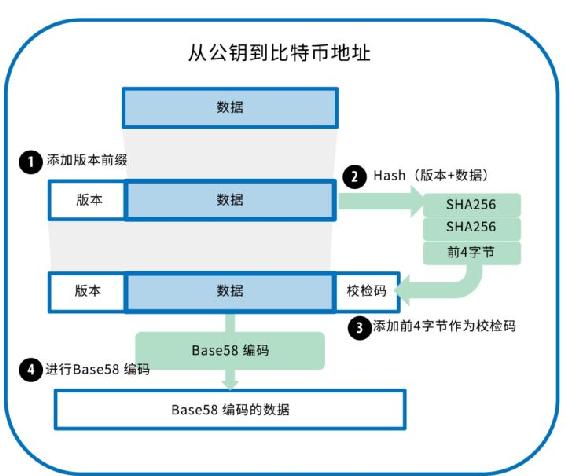 从公钥到比特币地址
数据
1 添加版本前缀
2 Hash（版本+数据）
版本 数据
SHA256
SHA256
前4字节
版本 数据 校检码
3 添加前4字节作为校检码
Base58 编码
4 进行Base58 编码
Base58 编码的数据